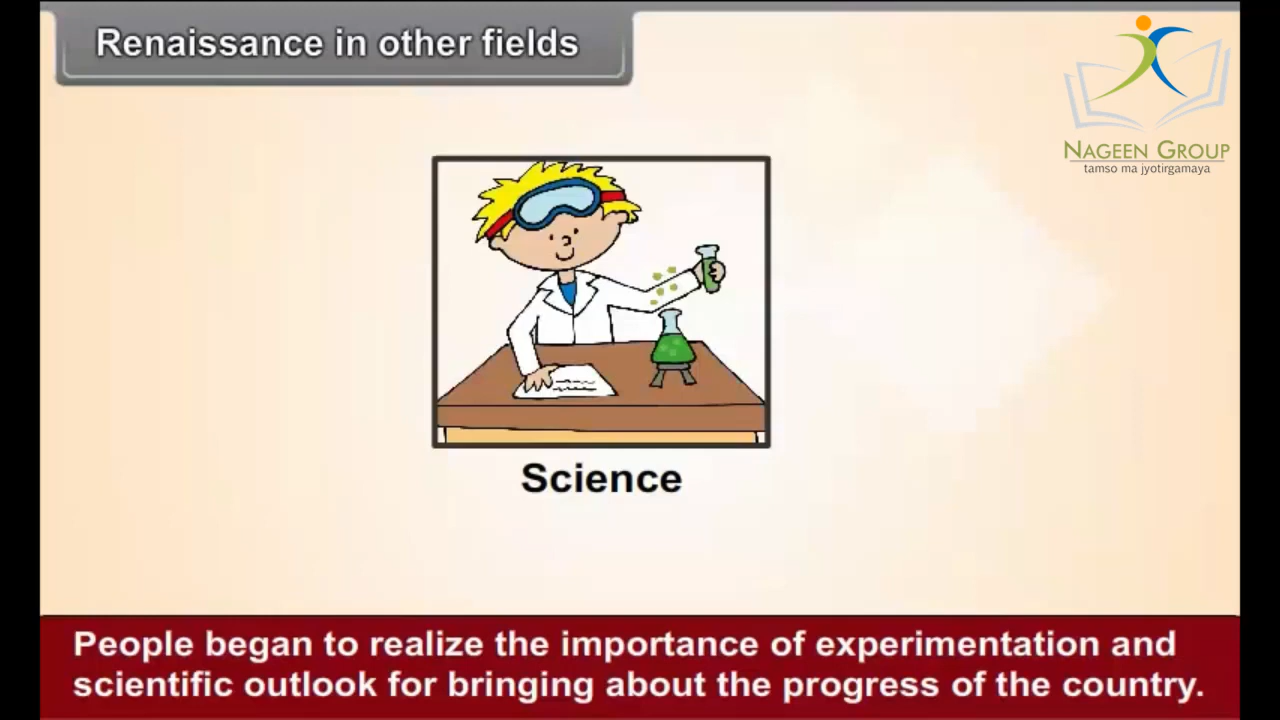 Renaissance in other fields
NAGEEN GROUP
tamso ma jyotirgamaya
Science
People began to realize the importance of experimentation and
scientific outlook for bringing about the progress of the country.